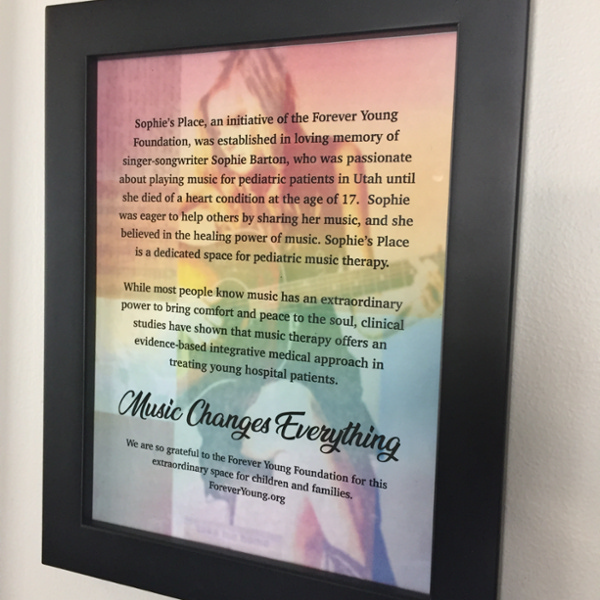 Sophie's Place, an initiative of the Forever Young
Foundation, was established in loving memory of
singer-songwriter Sophie Barton, who was passionate
about playing music for pediatric patients in Utah until
she died of a heart condition at the age of 17. Sophie
was eager to help others by sharing her music, and she
believed in the healing power of music. Sophie's Place
is a dedicated space for pediatric music therapy.
While most people know music has an extraordinary
power to bring comfort and peace to the soul, clinical
studies have shown that music therapy offers an
evidence-based integrative medical approach in
treating young hospital patients.
Music Changes Everything
We are so grateful to the Forever Young Foundation for this
extraordinary space for children and families.
ForeverYoung.org